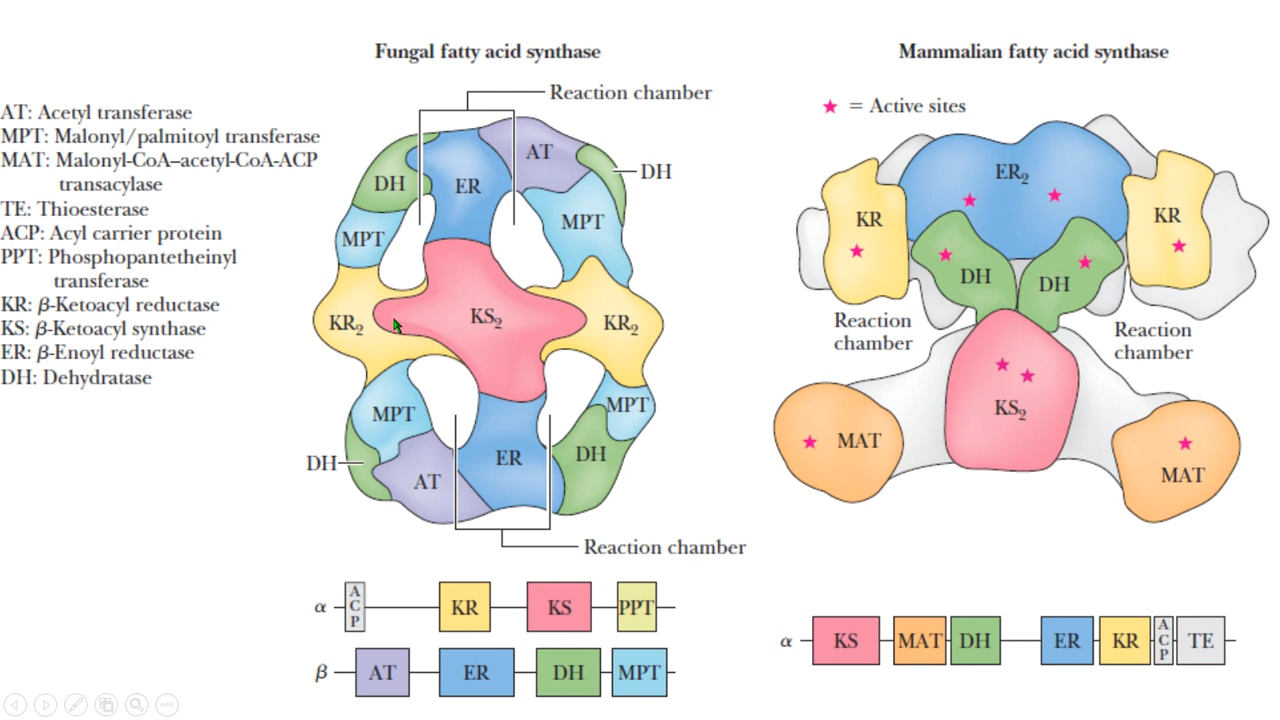 Fungal fatty acid synthase
Mammalian fatty acid synthase
AT: Acetyl transferase
MPT: Malonyl/palmitoyl transferase
MAT: Malonyl-CoA–acetyl-CoA-ACP
transacylase
TE: Thioesterase
ACP: Acyl carrier protein
PPT: Phosphopantetheinyl
transferase
KR: β-Ketoacyl reductase
KS: β-Ketoacyl synthase
ER: β-Enoyl reductase
DH: Dehydratase
Reaction chamber
AT
DH
DH
ER
MPT
MPT
KR₂
KS₂
KR₂
MPT
MPT
DH
ER
DH
AT
Reaction chamber
α
ACP
KR
KS
PPT
β
AT
ER
DH
MPT
= Active sites
ER₂
KR
KR
DH
DH
Reaction
chamber
Reaction
chamber
KS₂
MAT
MAT
α
KS
MAT
DH
ER
KR
ACP
TE